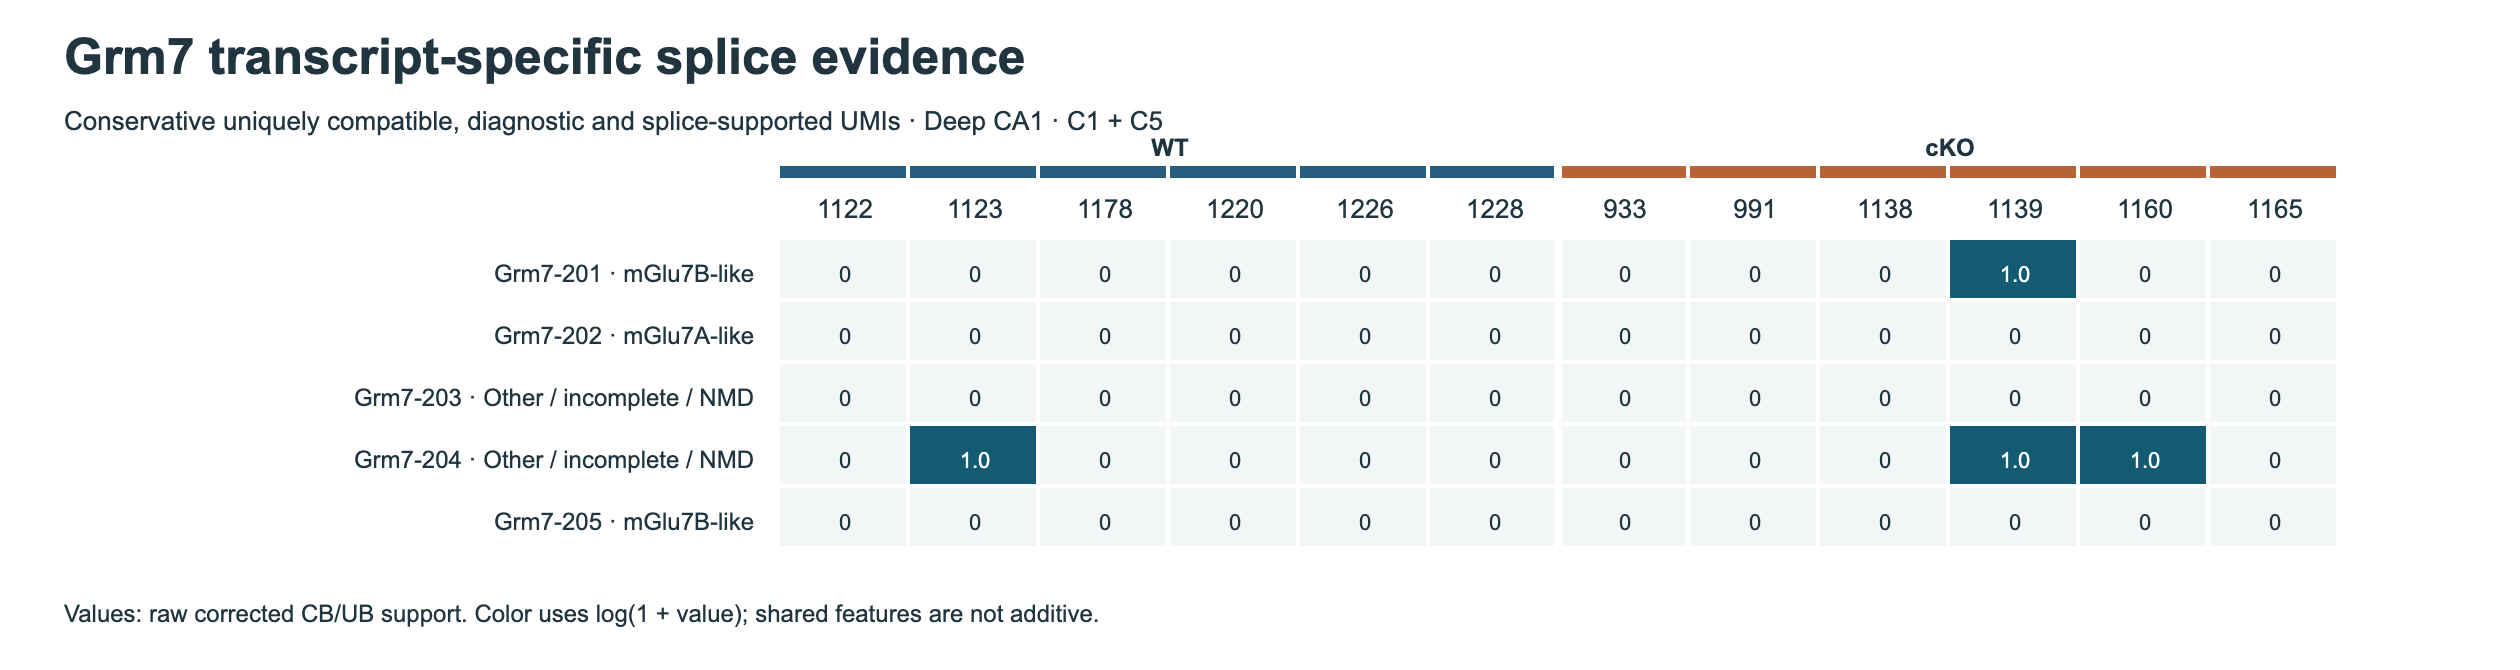 Grm7 transcript-specific splice evidence
Conservative uniquely compatible, diagnostic and splice-supported UMIs · Deep CA1 · C1 + C5
WT cKO
1122 1123 1178 1220 1226 1228 933 991 1138 1139 1160 1165
Grm7-201 · mGlu7B-like 0 0 0 0 0 0 0 0 0 1.0 0 0
Grm7-202 · mGlu7A-like 0 0 0 0 0 0 0 0 0 0 0 0
Grm7-203 · Other / incomplete / NMD 0 0 0 0 0 0 0 0 0 0 0 0
Grm7-204 · Other / incomplete / NMD 0 1.0 0 0 0 0 0 0 0 1.0 1.0 0
Grm7-205 · mGlu7B-like 0 0 0 0 0 0 0 0 0 0 0 0
Values: raw corrected CB/UB support. Color uses log(1 + value); shared features are not additive.